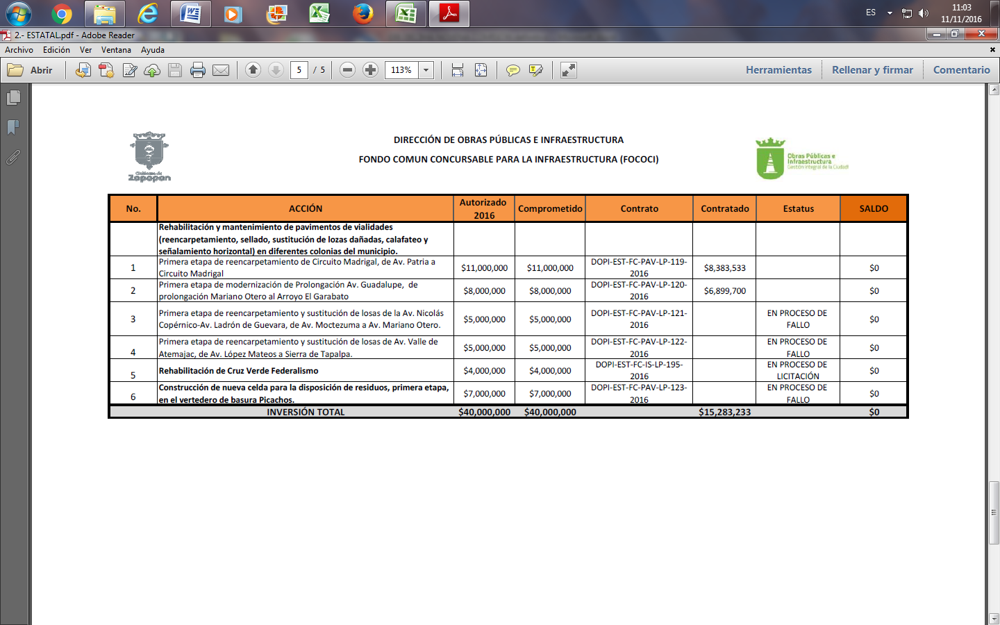 ES
11:03
11/11/2016
2.- ESTATAL.pdf - Adobe Reader
Archivo Edición Ver Ventana Ayuda
Abrir 5 / 5 113% Herramientas Rellenar y firmar Comentario
DIRECCIÓN DE OBRAS PÚBLICAS E INFRAESTRUCTURA
FONDO COMUN CONCURSABLE PARA LA INFRAESTRUCTURA (FOCOCI)
Gobierno de
Zapopan
Obras Públicas e
Infraestructura
Gestión Integral de la Ciudad
No. ACCIÓN Autorizado 2016 Comprometido Contrato Contratado Estatus SALDO
Rehabilitación y mantenimiento de pavimentos de vialidades
(reencarpetamiento, sellado, sustitución de lozas dañadas, calafateo y
señalamiento horizontal) en diferentes colonias del municipio.
1 Primera etapa de reencarpetamiento de Circuito Madrigal, de Av. Patria a
Circuito Madrigal $11,000,000 $11,000,000 DOPI-EST-FC-PAV-LP-119-
2016 $8,383,533 $0
2 Primera etapa de modernización de Prolongación Av. Guadalupe, de
prolongación Mariano Otero al Arroyo El Garabato $8,000,000 $8,000,000 DOPI-EST-FC-PAV-LP-120-
2016 $6,899,700 $0
3 Primera etapa de reencarpetamiento y sustitución de losas de la Av. Nicolás
Copérnico-Av. Ladrón de Guevara, de Av. Moctezuma a Av. Mariano Otero. $5,000,000 $5,000,000 DOPI-EST-FC-PAV-LP-121-
2016 EN PROCESO DE
FALLO $0
4 Primera etapa de reencarpetamiento y sustitución de losas de Av. Valle de
Atemajac, de Av. López Mateos a Sierra de Tapalpa. $5,000,000 $5,000,000 DOPI-EST-FC-PAV-LP-122-
2016 EN PROCESO DE
FALLO $0
5 Rehabilitación de Cruz Verde Federalismo $4,000,000 $4,000,000 DOPI-EST-FC-IS-LP-195-
2016 EN PROCESO DE
LICITACIÓN $0
6 Construcción de nueva celda para la disposición de residuos, primera etapa,
en el vertedero de basura Picachos. $7,000,000 $7,000,000 DOPI-EST-FC-PAV-LP-123-
2016 EN PROCESO DE
FALLO $0
INVERSIÓN TOTAL $40,000,000 $40,000,000 $15,283,233 $0